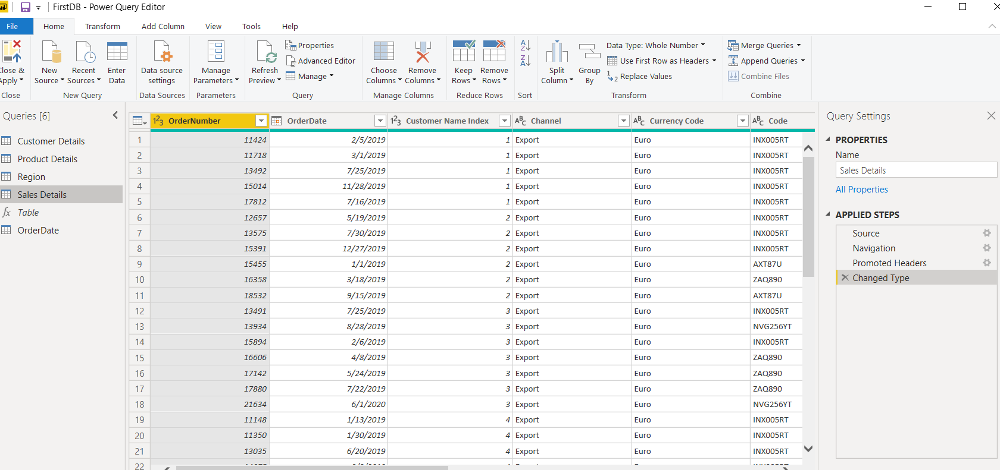 FirstDB - Power Query Editor
File Home Transform Add Column View Tools Help
Close & Apply
New Source
Recent Sources
Enter Data
Data source settings
Manage Parameters
Refresh Preview
Properties
Advanced Editor
Manage
Choose Columns
Remove Columns
Keep Rows
Remove Rows
Split Column
Group By
Data Type: Whole Number
Use First Row as Headers
Replace Values
Merge Queries
Append Queries
Combine Files
Close New Query Data Sources Parameters Query Manage Columns Reduce Rows Sort Transform Combine
Queries [6]
Customer Details
Product Details
Region
Sales Details
fx Table
OrderDate
1 2 3 OrderNumber OrderDate 1 2 3 Customer Name Index A B C Channel A B C Currency Code A B C Code
1 11424 2/5/2019 1 Export Euro INX005RT
2 11718 3/1/2019 1 Export Euro INX005RT
3 13492 7/25/2019 1 Export Euro INX005RT
4 15014 11/28/2019 1 Export Euro INX005RT
5 17812 7/16/2019 1 Export Euro INX005RT
6 12657 5/19/2019 2 Export Euro INX005RT
7 13575 7/30/2019 2 Export Euro INX005RT
8 15391 12/27/2019 2 Export Euro INX005RT
9 15455 1/1/2019 2 Export Euro AXT87U
10 16358 3/18/2019 2 Export Euro ZAQ890
11 18532 9/15/2019 2 Export Euro AXT87U
12 13491 7/25/2019 3 Export Euro INX005RT
13 13934 8/28/2019 3 Export Euro NVG256YT
14 15894 2/6/2019 3 Export Euro INX005RT
15 16606 4/8/2019 3 Export Euro ZAQ890
16 17142 5/24/2019 3 Export Euro ZAQ890
17 17880 7/22/2019 3 Export Euro ZAQ890
18 21634 6/1/2020 3 Export Euro NVG256YT
19 11148 1/13/2019 4 Export Euro INX005RT
20 11350 1/30/2019 4 Export Euro INX005RT
21 13035 6/20/2019 4 Export Euro INX005RT
22
Query Settings
PROPERTIES
Name
Sales Details
All Properties
APPLIED STEPS
Source
Navigation
Promoted Headers
Changed Type